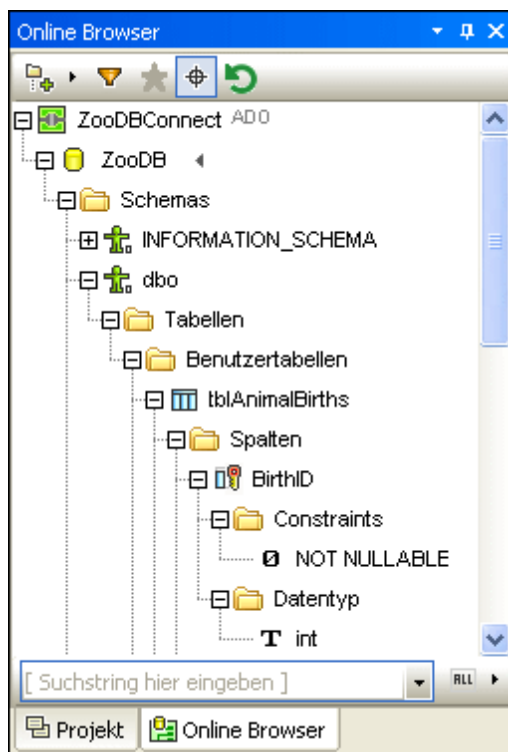 Online Browser
ZooDBConnect ADO
ZooDB
Schemas
INFORMATION_SCHEMA
dbo
Tabellen
Benutzertabellen
tblAnimalBirths
Spalten
BirthID
Constraints
NOT NULLABLE
Datentyp
int
[ Suchstring hier eingeben ] ALL
Projekt Online Browser